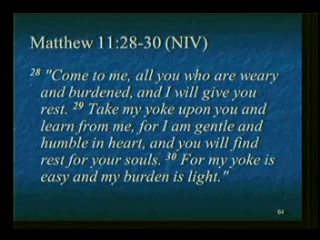 Matthew 11:28-30 (NIV)
28 "Come to me, all you who are weary
and burdened, and I will give you
rest. 29 Take my yoke upon you and
learn from me, for I am gentle and
humble in heart, and you will find
rest for your souls. 30 For my yoke is
easy and my burden is light."
64